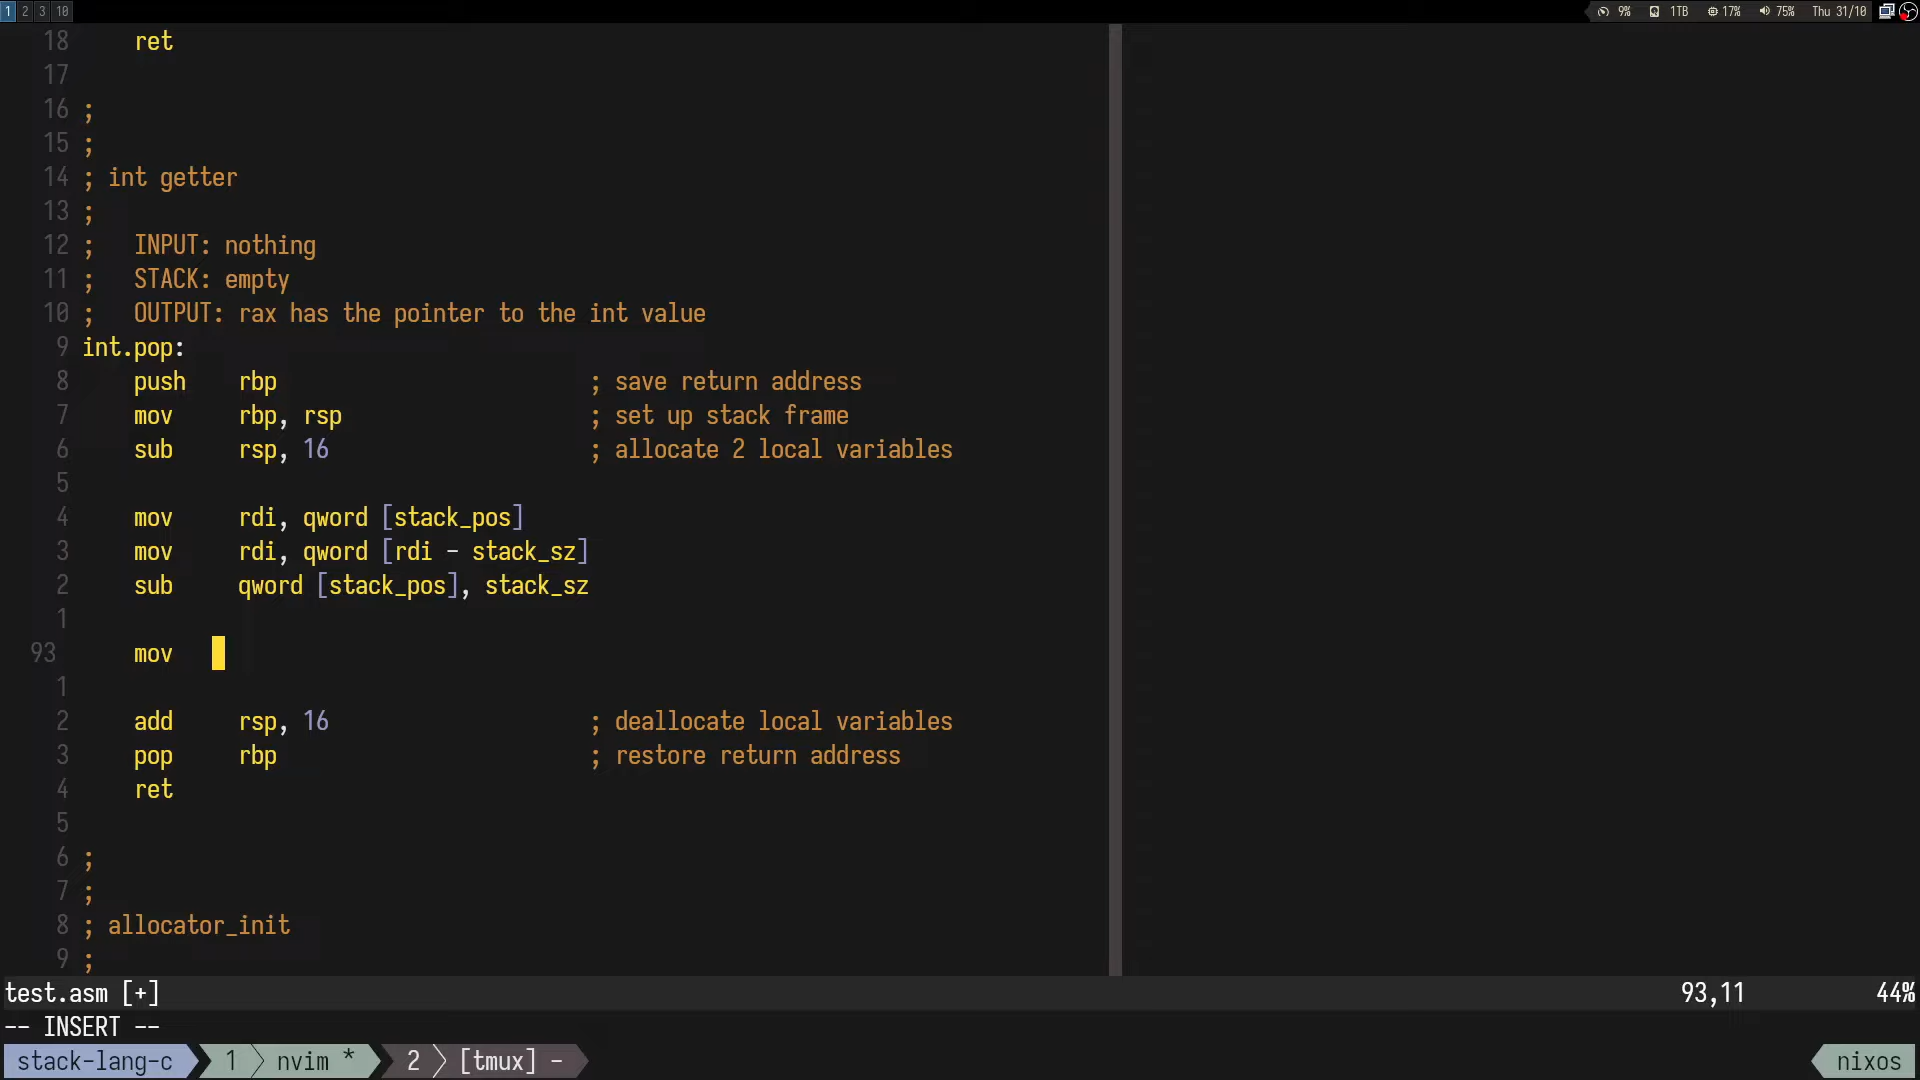 1 2 3 10 9% 1TB 17% 75% Thu 31/10
18 ret
17
16 ;
15 ;
14 ; int getter
13 ;
12 ; INPUT: nothing
11 ; STACK: empty
10 ; OUTPUT: rax has the pointer to the int value
9 int.pop:
8 push rbp ; save return address
7 mov rbp, rsp ; set up stack frame
6 sub rsp, 16 ; allocate 2 local variables
5
4 mov rdi, qword [stack_pos]
3 mov rdi, qword [rdi - stack_sz]
2 sub qword [stack_pos], stack_sz
1
93 mov
1
2 add rsp, 16 ; deallocate local variables
3 pop rbp ; restore return address
4 ret
5
6 ;
7 ;
8 ; allocator_init
9 ;
test.asm [+] 93,11 44%
-- INSERT --
stack-lang-c 1 nvim * 2 [tmux] - nixos